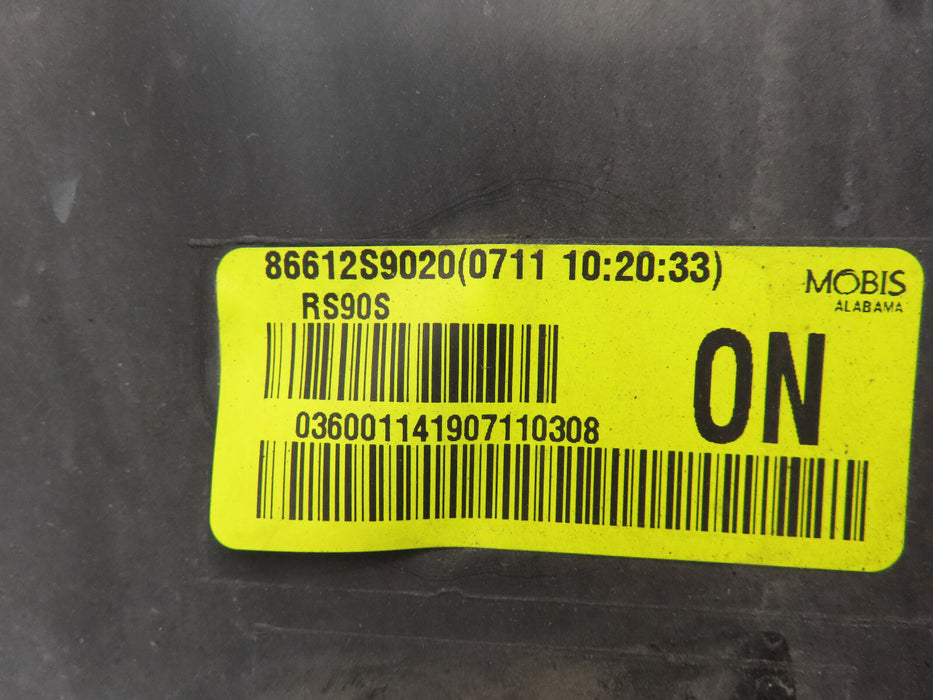 86612S9020(0711 10:20:33)
MOBIS
ALABAMA
RS90S
ON
036001141907110308